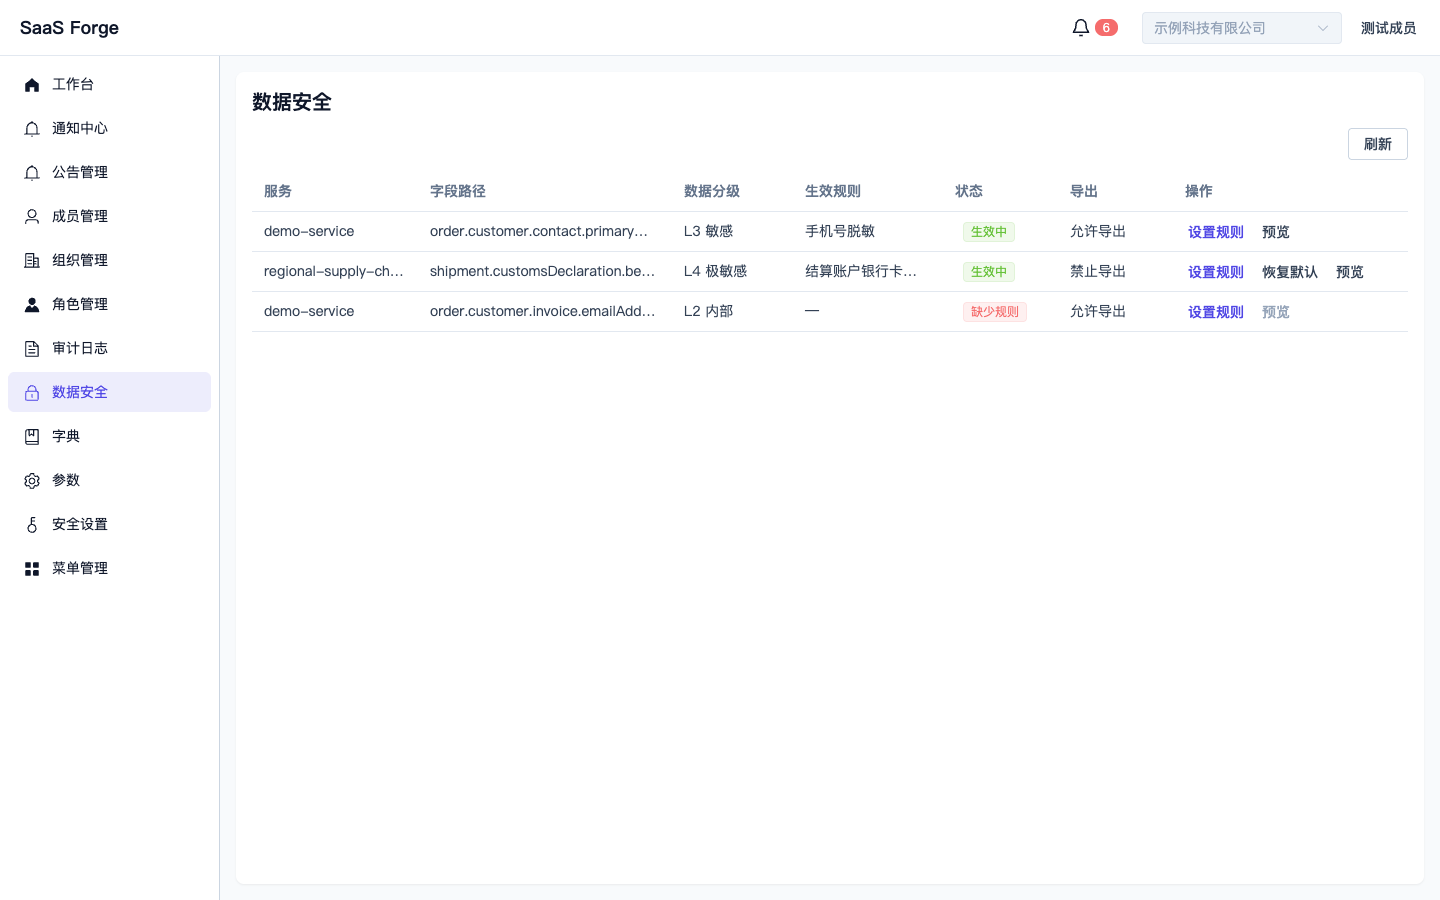 SaaS Forge
6
示例科技有限公司
测试成员
工作台
通知中心
公告管理
成员管理
组织管理
角色管理
审计日志
数据安全
字典
参数
安全设置
菜单管理
数据安全
刷新
服务 字段路径 数据分级 生效规则 状态 导出 操作
demo-service order.customer.contact.primary... L3 敏感 手机号脱敏 生效中 允许导出 设置规则 预览
regional-supply-ch... shipment.customsDeclaration.be... L4 极敏感 结算账户银行卡... 生效中 禁止导出 设置规则 恢复默认 预览
demo-service order.customer.invoice.emailAdd... L2 内部 — 缺少规则 允许导出 设置规则 预览